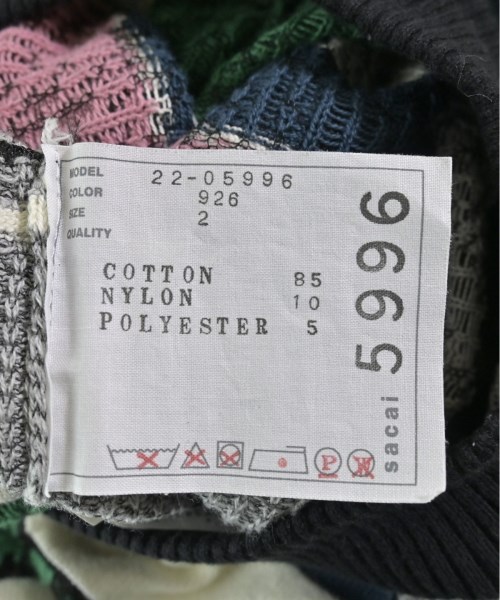 MODEL 22-05996
COLOR 926
SIZE 2
QUALITY
COTTON 85
NYLON 10
POLYESTER 5
P W
sacai 5996